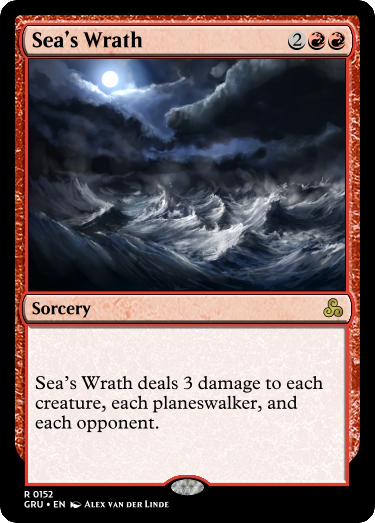 Sea's Wrath 2
Sorcery
Sea's Wrath deals 3 damage to each
creature, each planeswalker, and
each opponent.
R 0152
GRU • EN Alex van der Linde